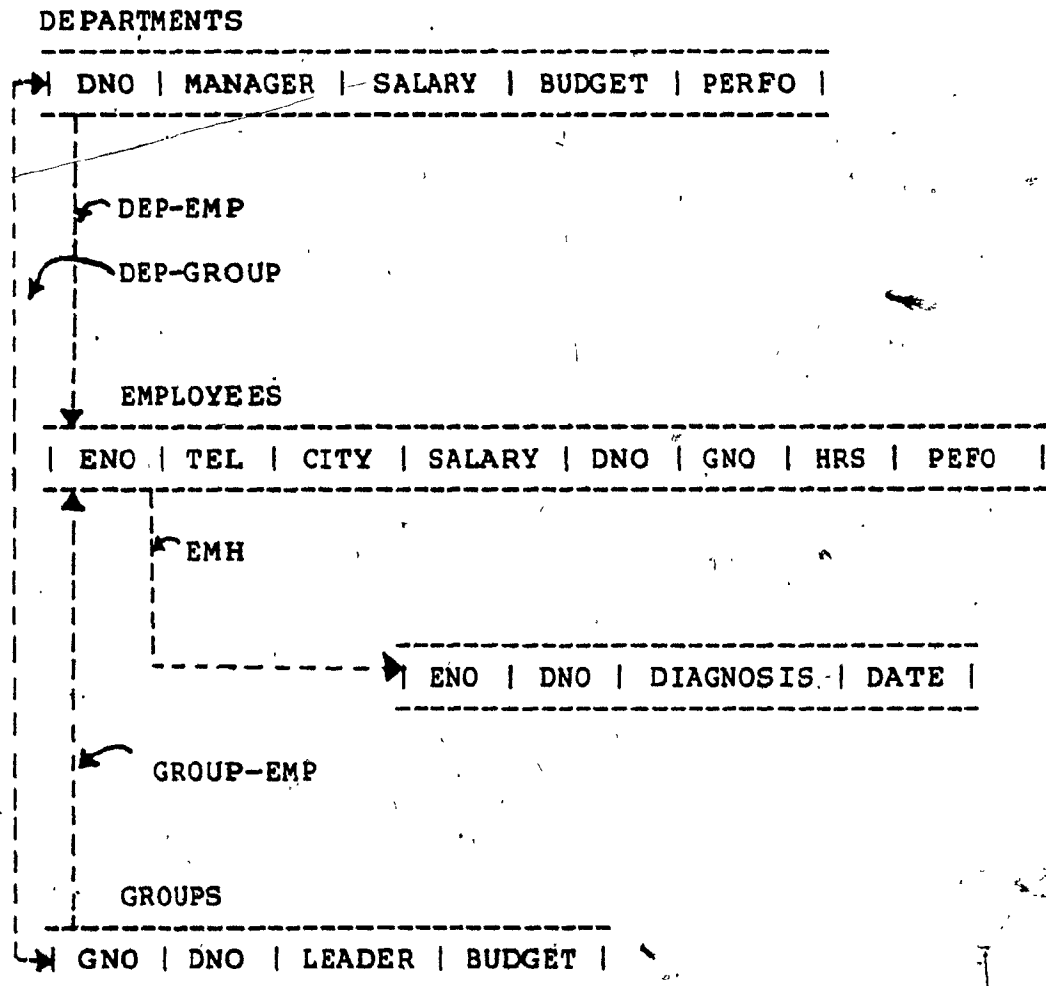 DEPARTMENTS
| DNO | MANAGER | SALARY | BUDGET | PERFO |
DEP-EMP
DEP-GROUP
EMPLOYEES
| ENO | TEL | CITY | SALARY | DNO | GNO | HRS | PEFO |
EMH
| ENO | DNO | DIAGNOSIS | DATE |
GROUP-EMP
GROUPS
| GNO | DNO | LEADER | BUDGET |